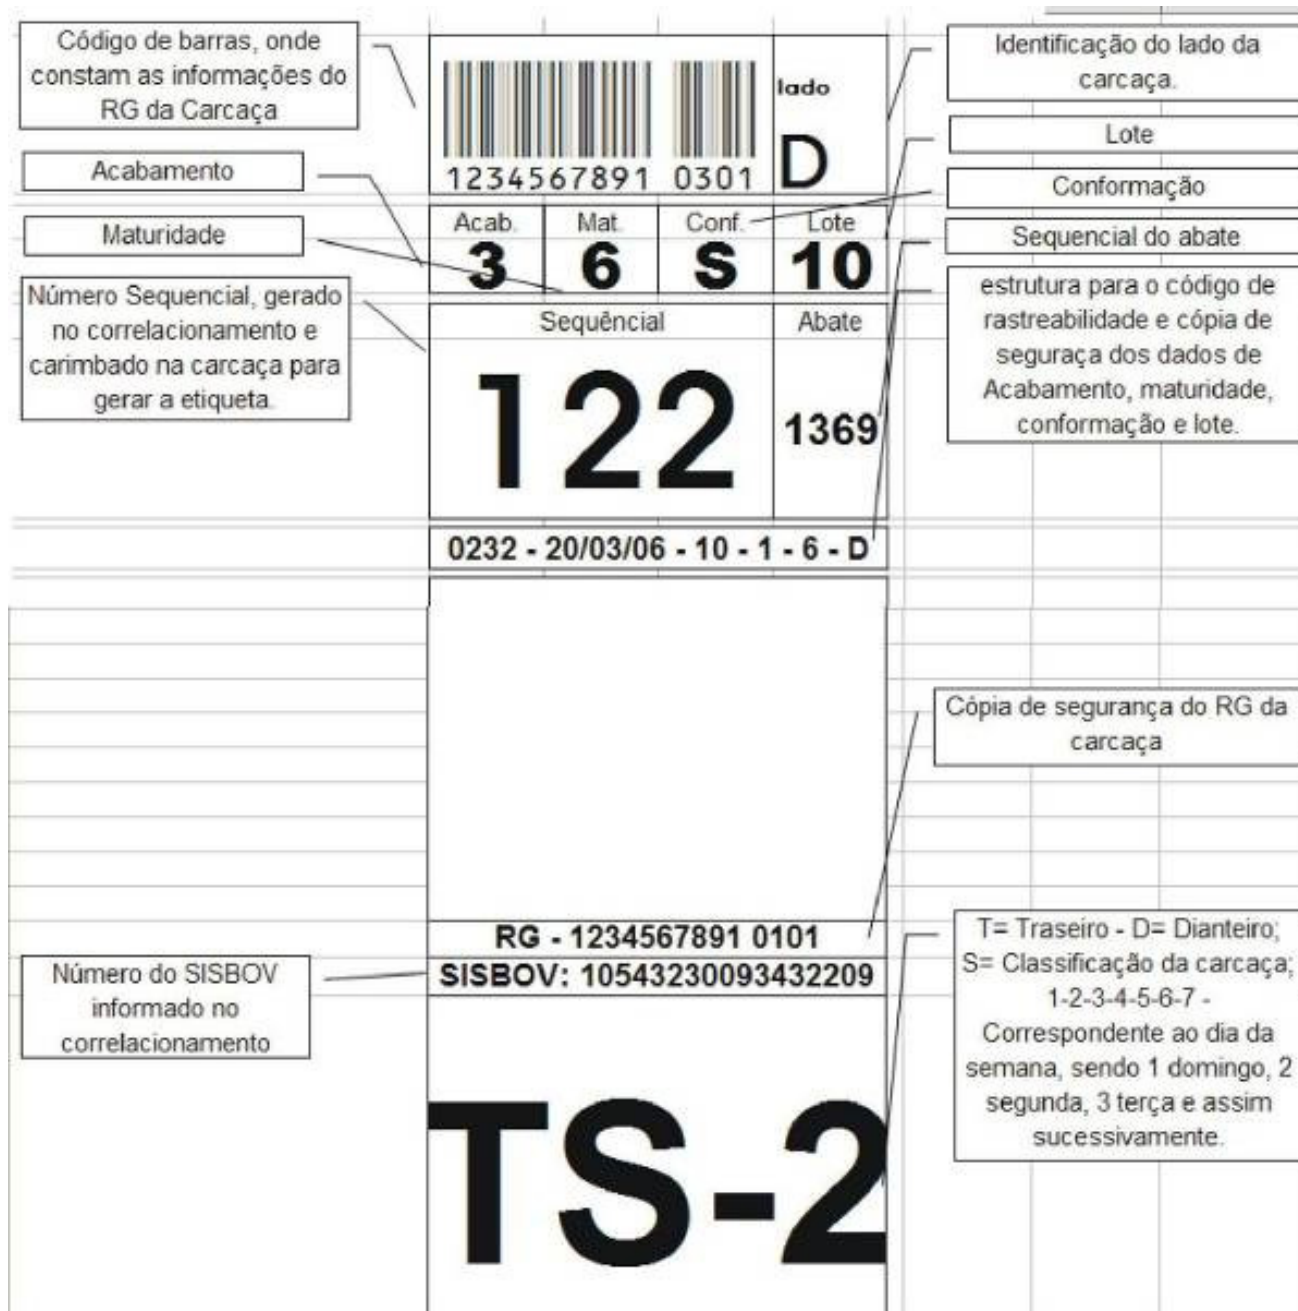 Código de barras, onde
constam as informações do
RG da Carcaça
Acabamento
Maturidade
Número Sequencial, gerado
no correlacionamento e
carimbado na carcaça para
gerar a etiqueta.
1234567891 0301
lado
D
Acab. Mat. Conf. Lote
3 6 S 10
Sequêncial Abate
122 1369
0232 - 20/03/06 - 10 - 1 - 6 - D
Identificação do lado da
carcaça.
Lote
Conformação
Sequencial do abate
estrutura para o código de
rastreabilidade e cópia de
seguraça dos dados de
Acabamento, maturidade,
conformação e lote.
Cópia de segurança do RG da
carcaça
RG - 1234567891 0101
SISBOV: 10543230093432209
Número do SISBOV
informado no
correlacionamento
TS-2
T= Traseiro - D= Dianteiro;
S= Classificação da carcaça;
1-2-3-4-5-6-7 -
Correspondente ao dia da
semana, sendo 1 domingo, 2
segunda, 3 terça e assim
sucessivamente.